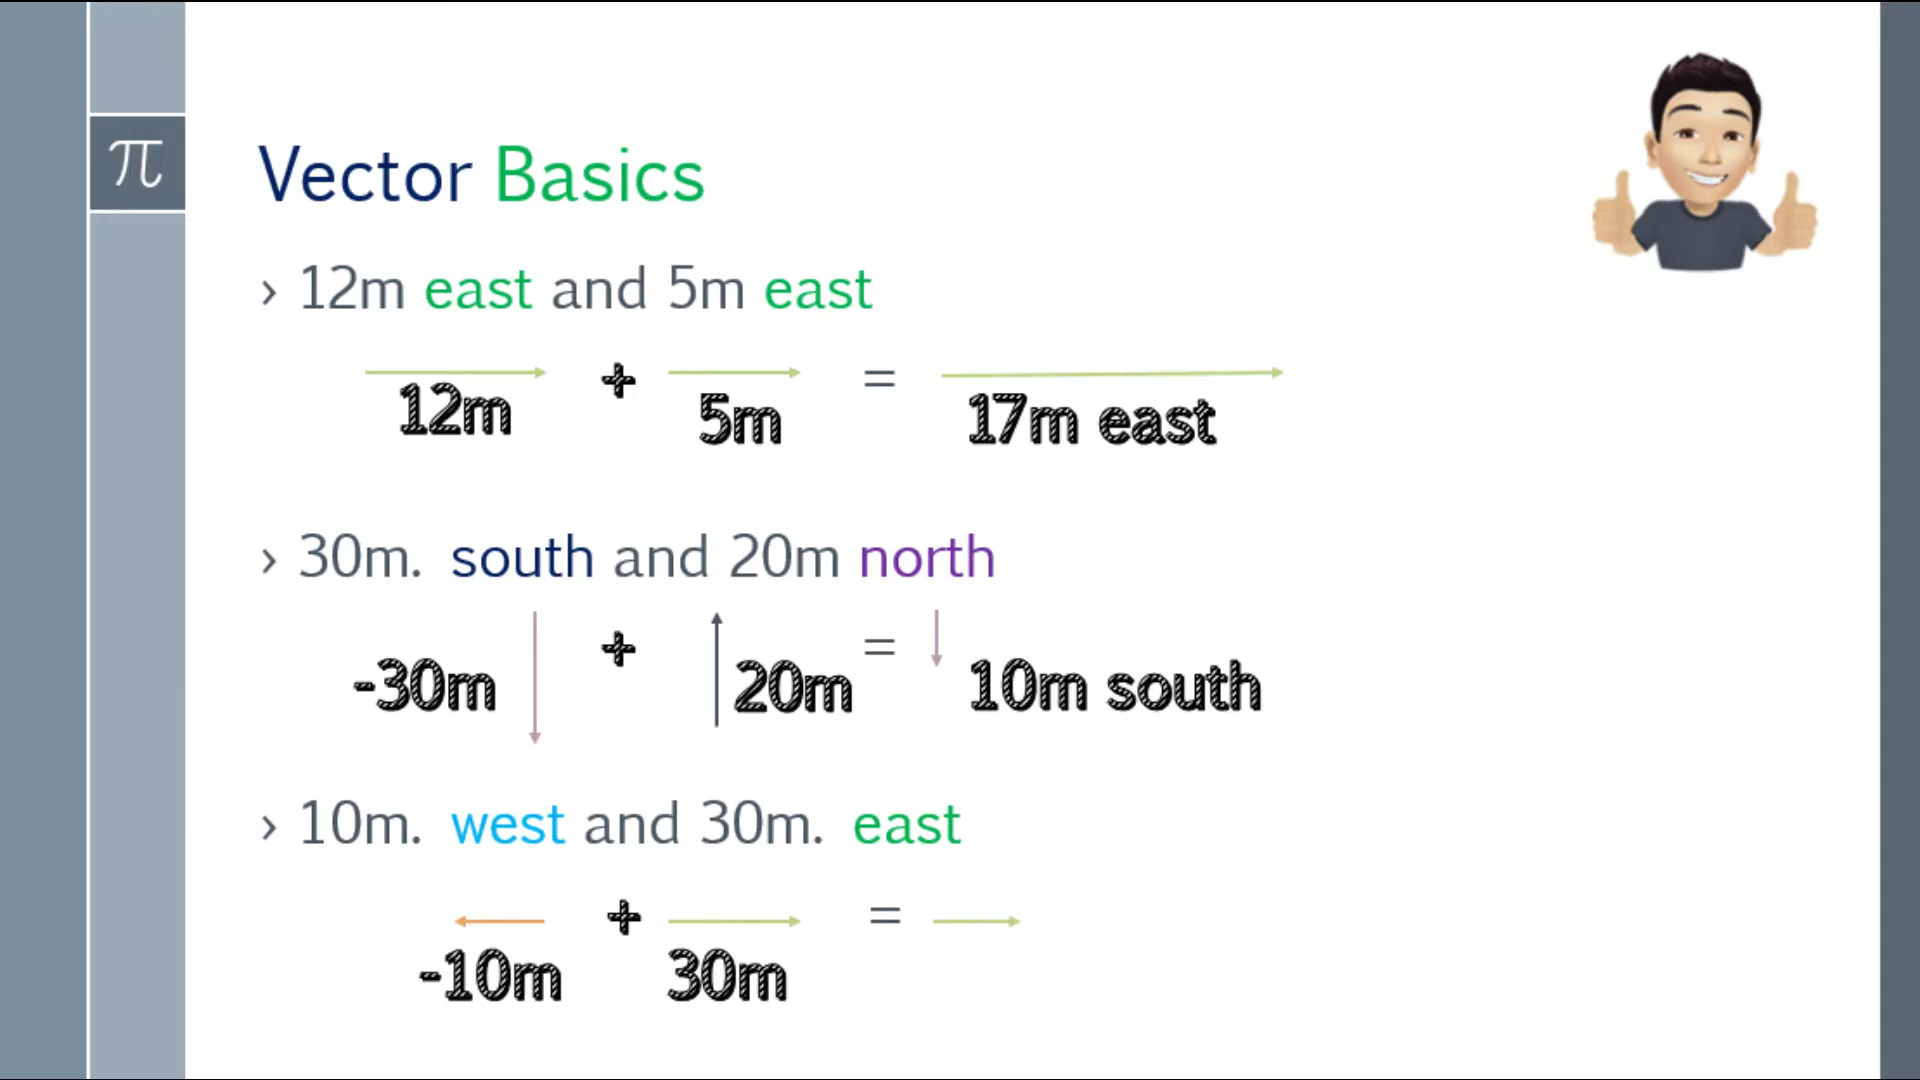 π
Vector Basics
› 12m east and 5m east
+ =
12m 5m 17m east
› 30m. south and 20m north
+ =
-30m 20m 10m south
› 10m. west and 30m. east
+ =
-10m 30m